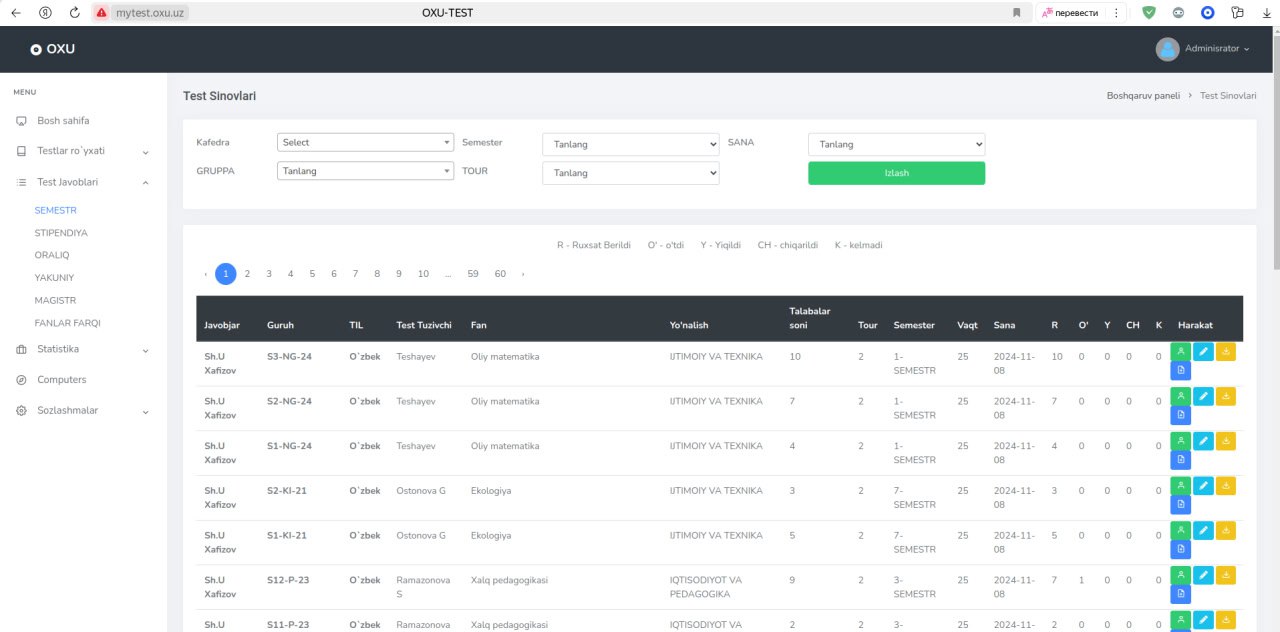 mytest.oxu.uz OXU-TEST перевести
OXU Adminisrator
MENU
Bosh sahifa
Testlar ro`yxati
Test Javoblari
SEMESTR
STIPENDIYA
ORALIQ
YAKUNIY
MAGISTR
FANLAR FARQI
Statistika
Computers
Sozlashmalar
Test Sinovlari Boshqaruv paneli > Test Sinovlari
Kafedra Select Semester Tanlang SANA Tanlang
GRUPPA Tanlang TOUR Tanlang Izlash
R - Ruxsat Berildi O' - o'tdi Y - Yiqildi CH - chiqarildi K - kelmadi
‹ 1 2 3 4 5 6 7 8 9 10 ... 59 60 ›
Javobjar Guruh TIL Test Tuzivchi Fan Yo'nalish Talabalar soni Tour Semester Vaqt Sana R O' Y CH K Harakat
Sh.U Xafizov S3-NG-24 O`zbek Teshayev Oliy matematika IJTIMOIY VA TEXNIKA 10 2 1-SEMESTR 25 2024-11-08 10 0 0 0 0
Sh.U Xafizov S2-NG-24 O`zbek Teshayev Oliy matematika IJTIMOIY VA TEXNIKA 7 2 1-SEMESTR 25 2024-11-08 7 0 0 0 0
Sh.U Xafizov S1-NG-24 O`zbek Teshayev Oliy matematika IJTIMOIY VA TEXNIKA 4 2 1-SEMESTR 25 2024-11-08 4 0 0 0 0
Sh.U Xafizov S2-KI-21 O`zbek Ostonova G Ekologiya IJTIMOIY VA TEXNIKA 3 2 7-SEMESTR 25 2024-11-08 3 0 0 0 0
Sh.U Xafizov S1-KI-21 O`zbek Ostonova G Ekologiya IJTIMOIY VA TEXNIKA 5 2 7-SEMESTR 25 2024-11-08 5 0 0 0 0
Sh.U Xafizov S12-P-23 O`zbek Ramazonova S Xalq pedagogikasi IQTISODIYOT VA PEDAGOGIKA 9 2 3-SEMESTR 25 2024-11-08 7 1 0 0 0
Sh.U S11-P-23 O`zbek Ramazonova Xalq pedagogikasi IQTISODIYOT VA 2 2 3- 25 2024-11- 2 0 0 0 0